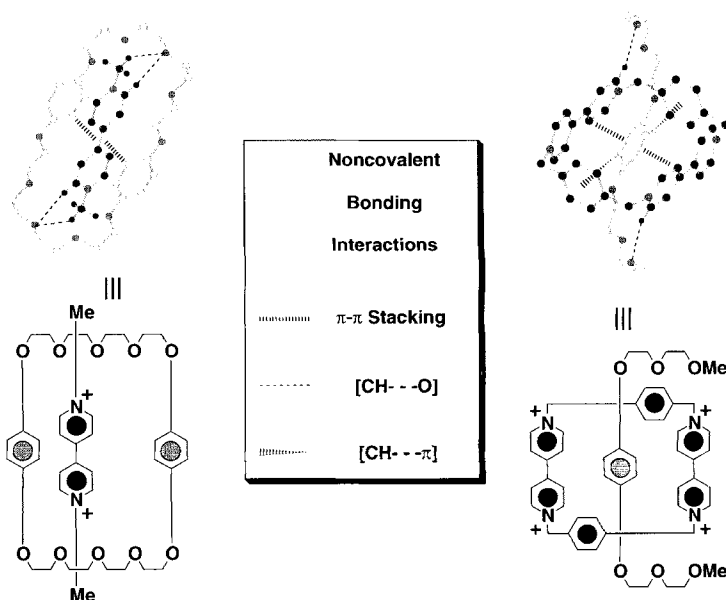 Noncovalent
Bonding
Interactions
π-π Stacking
[CH- - -O]
[CH- - -π]
|||
Me
O O O O O
+
N
N
+
O O O O O
Me
|||
O O OMe
+ +
N N
N N
+ +
O O OMe